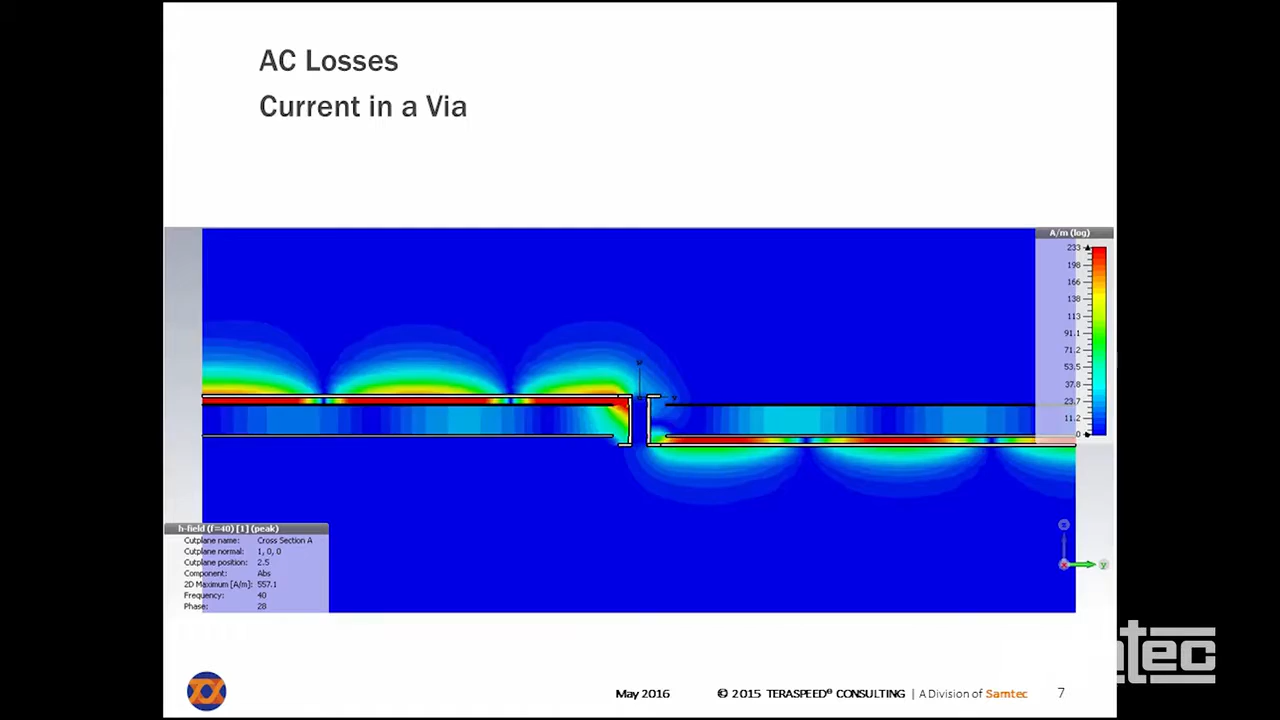 AC Losses
Current in a Via
A/m (log)
233
198
166
138
113
91.1
71.2
53.5
37.8
23.7
11.2
0
h-field (f=40) [1] (peak)
Cutplane name: Cross Section A
Cutplane normal: 1, 0, 0
Cutplane position: 2.5
Component: Abs
2D Maximum [A/m]: 557.1
Frequency: 40
Phase: 28
y
May 2016 © 2015 TERASPEED® CONSULTING | A Division of Samtec 7
tec